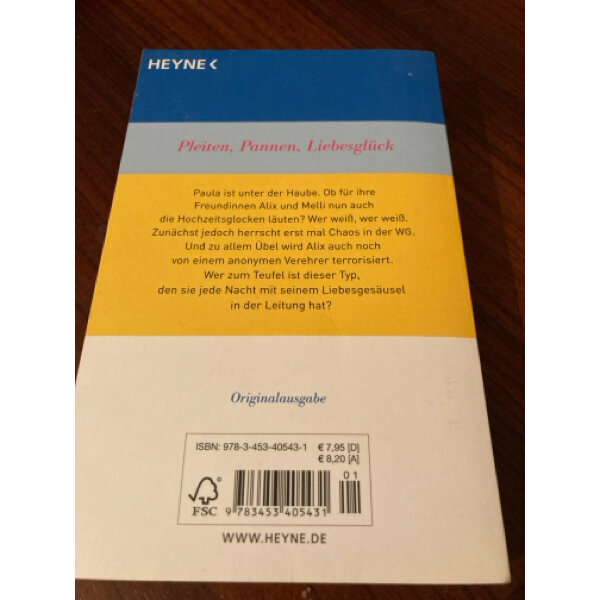 HEYNE<
Pleiten, Pannen, Liebesglück
Paula ist unter der Haube. Ob für ihre
Freundinnen Alix und Melli nun auch
die Hochzeitsglocken läuten? Wer weiß, wer weiß.
Zunächst jedoch herrscht erst mal Chaos in der WG.
Und zu allem Übel wird Alix auch noch
von einem anonymen Verehrer terrorisiert.
Wer zum Teufel ist dieser Typ,
den sie jede Nacht mit seinem Liebesgesäusel
in der Leitung hat?
Originalausgabe
ISBN: 978-3-453-40543-1 € 7,95 [D]
€ 8,20 [A]
01
FSC
9 783453 405431
WWW.HEYNE.DE